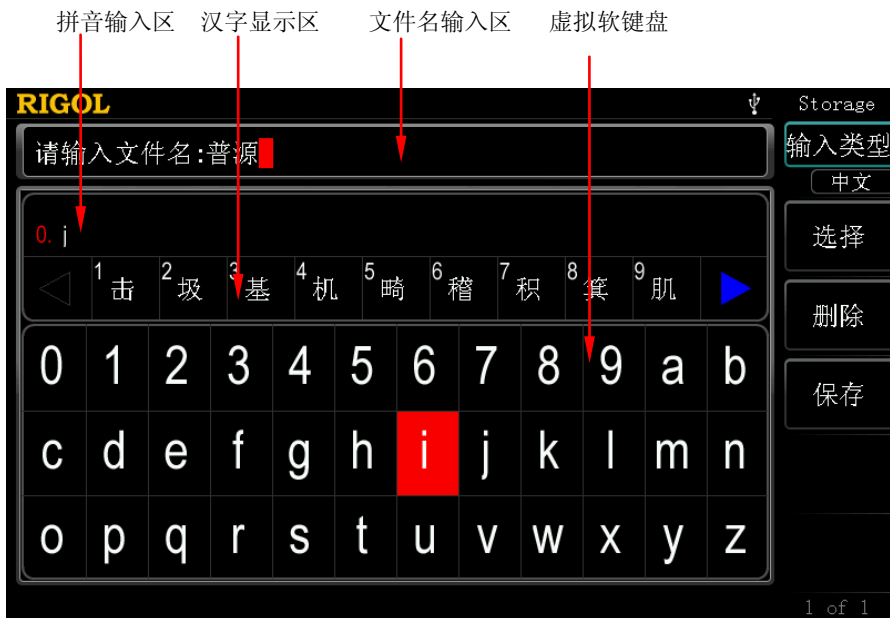 拼音输入区 汉字显示区 文件名输入区 虚拟软键盘
RIGOL Storage
请输入文件名:普源 输入类型
中文
0. j 选择
1击 2圾 3基 4机 5畸 6稽 7积 8箕 9肌
删除
0 1 2 3 4 5 6 7 8 9 a b
保存
c d e f g h i j k l m n
o p q r s t u v w x y z
1 of 1